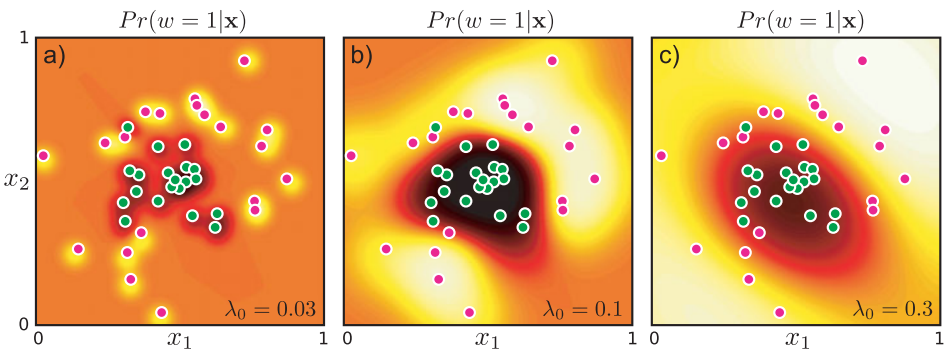 Pr(w = 1|x) Pr(w = 1|x) Pr(w = 1|x)
1 a) b) c)
x₂
λ₀ = 0.03 λ₀ = 0.1 λ₀ = 0.3
0
0 x₁ 1 0 x₁ 1 0 x₁ 1